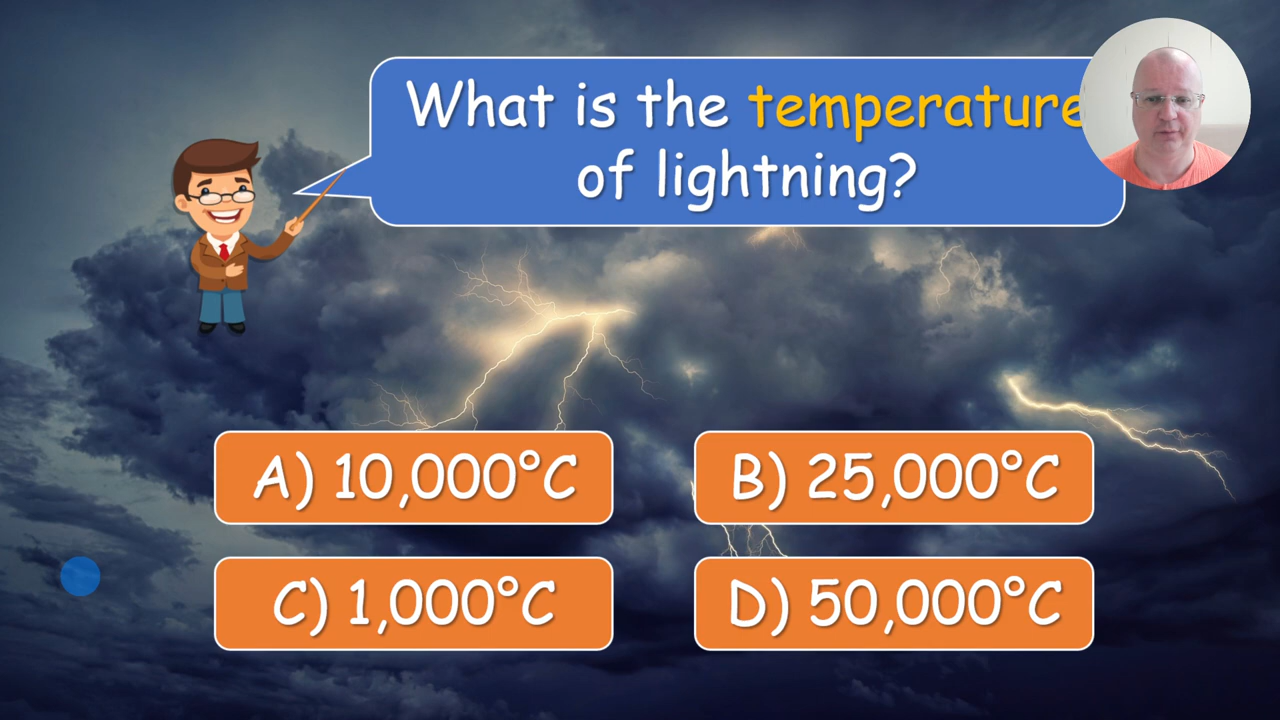 What is the temperature
of lightning?
A) 10,000°C
B) 25,000°C
C) 1,000°C
D) 50,000°C